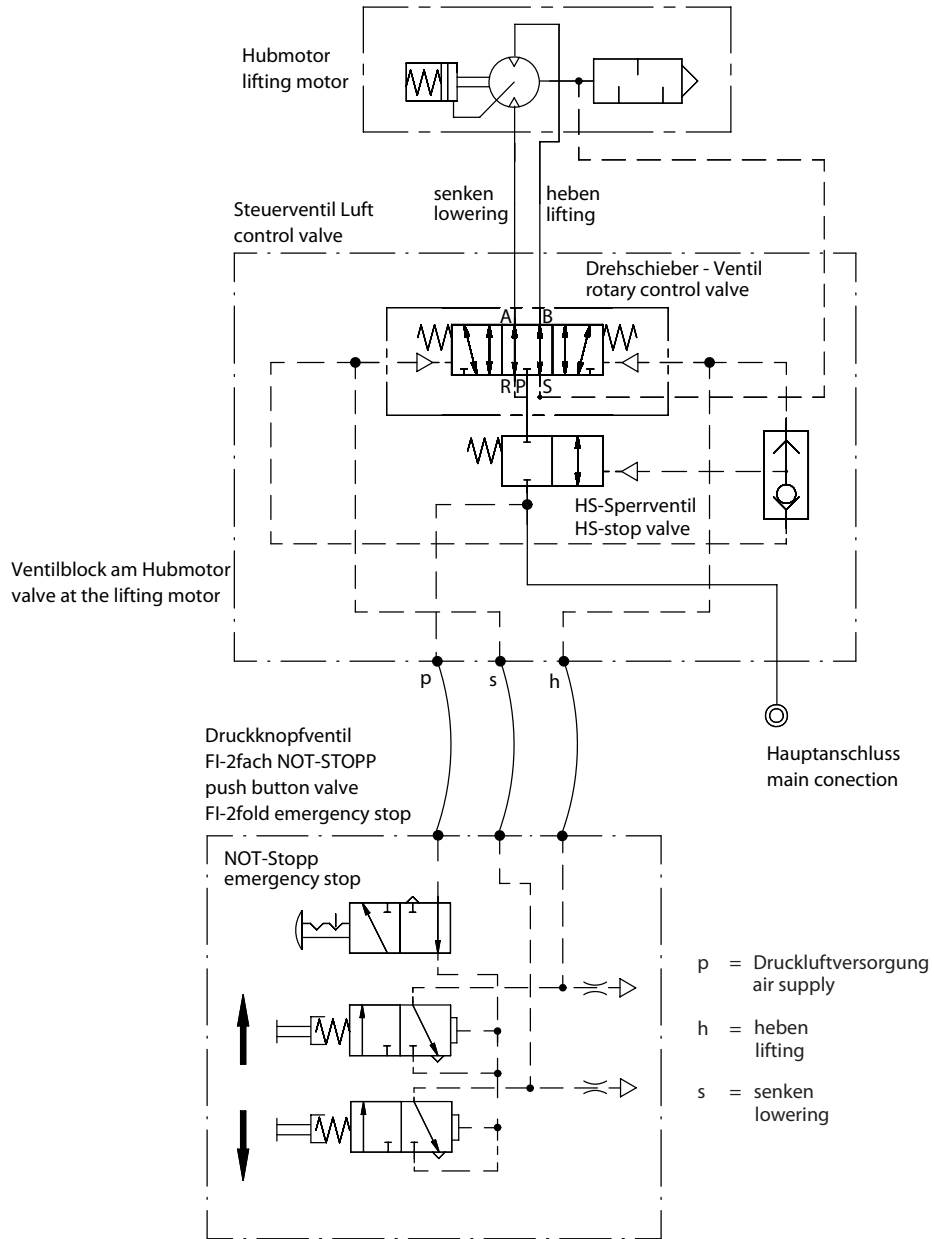 Hubmotor
lifting motor
senken
lowering
heben
lifting
Steuerventil Luft
control valve
Drehschieber - Ventil
rotary control valve
A B
R P S
HS-Sperrventil
HS-stop valve
Ventilblock am Hubmotor
valve at the lifting motor
p s h
Hauptanschluss
main conection
Druckknopfventil
FI-2fach NOT-STOPP
push button valve
FI-2fold emergency stop
NOT-Stopp
emergency stop
p = Druckluftversorgung
air supply
h = heben
lifting
s = senken
lowering